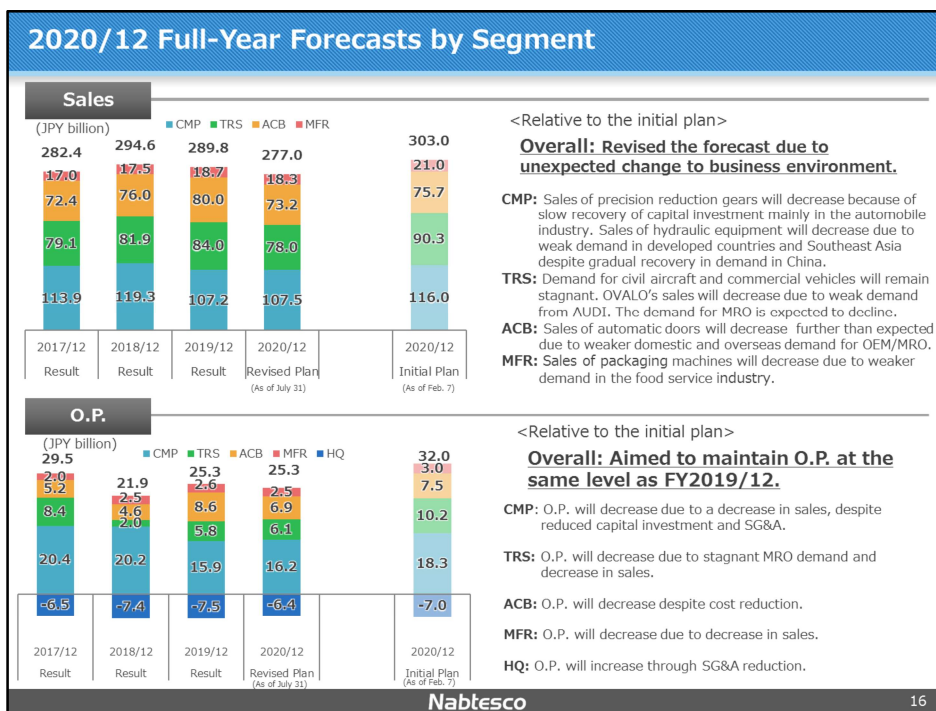 2020/12 Full-Year Forecasts by Segment
Sales
(JPY billion)
CMP TRS ACB MFR
282.4 294.6 289.8 277.0 303.0
17.0 17.5 18.7 18.3 21.0
72.4 76.0 80.0 73.2 75.7
79.1 81.9 84.0 78.0 90.3
113.9 119.3 107.2 107.5 116.0
2017/12 2018/12 2019/12 2020/12 2020/12
Result Result Result Revised Plan Initial Plan
(As of July 31) (As of Feb. 7)
<Relative to the initial plan>
Overall: Revised the forecast due to
unexpected change to business environment.
CMP: Sales of precision reduction gears will decrease because of
slow recovery of capital investment mainly in the automobile
industry. Sales of hydraulic equipment will decrease due to
weak demand in developed countries and Southeast Asia
despite gradual recovery in demand in China.
TRS: Demand for civil aircraft and commercial vehicles will remain
stagnant. OVALO's sales will decrease due to weak demand
from AUDI. The demand for MRO is expected to decline.
ACB: Sales of automatic doors will decrease further than expected
due to weaker domestic and overseas demand for OEM/MRO.
MFR: Sales of packaging machines will decrease due to weaker
demand in the food service industry.
O.P.
(JPY billion)
CMP TRS ACB MFR HQ
29.5 21.9 25.3 25.3 32.0
2.0 2.5 2.6 2.5 3.0
5.2 4.6 8.6 6.9 7.5
8.4 2.0 5.8 6.1 10.2
20.4 20.2 15.9 16.2 18.3
-6.5 -7.4 -7.5 -6.4 -7.0
2017/12 2018/12 2019/12 2020/12 2020/12
Result Result Result Revised Plan Initial Plan
(As of July 31) (As of Feb. 7)
<Relative to the initial plan>
Overall: Aimed to maintain O.P. at the
same level as FY2019/12.
CMP: O.P. will decrease due to a decrease in sales, despite
reduced capital investment and SG&A.
TRS: O.P. will decrease due to stagnant MRO demand and
decrease in sales.
ACB: O.P. will decrease despite cost reduction.
MFR: O.P. will decrease due to decrease in sales.
HQ: O.P. will increase through SG&A reduction.
Nabtesco
16